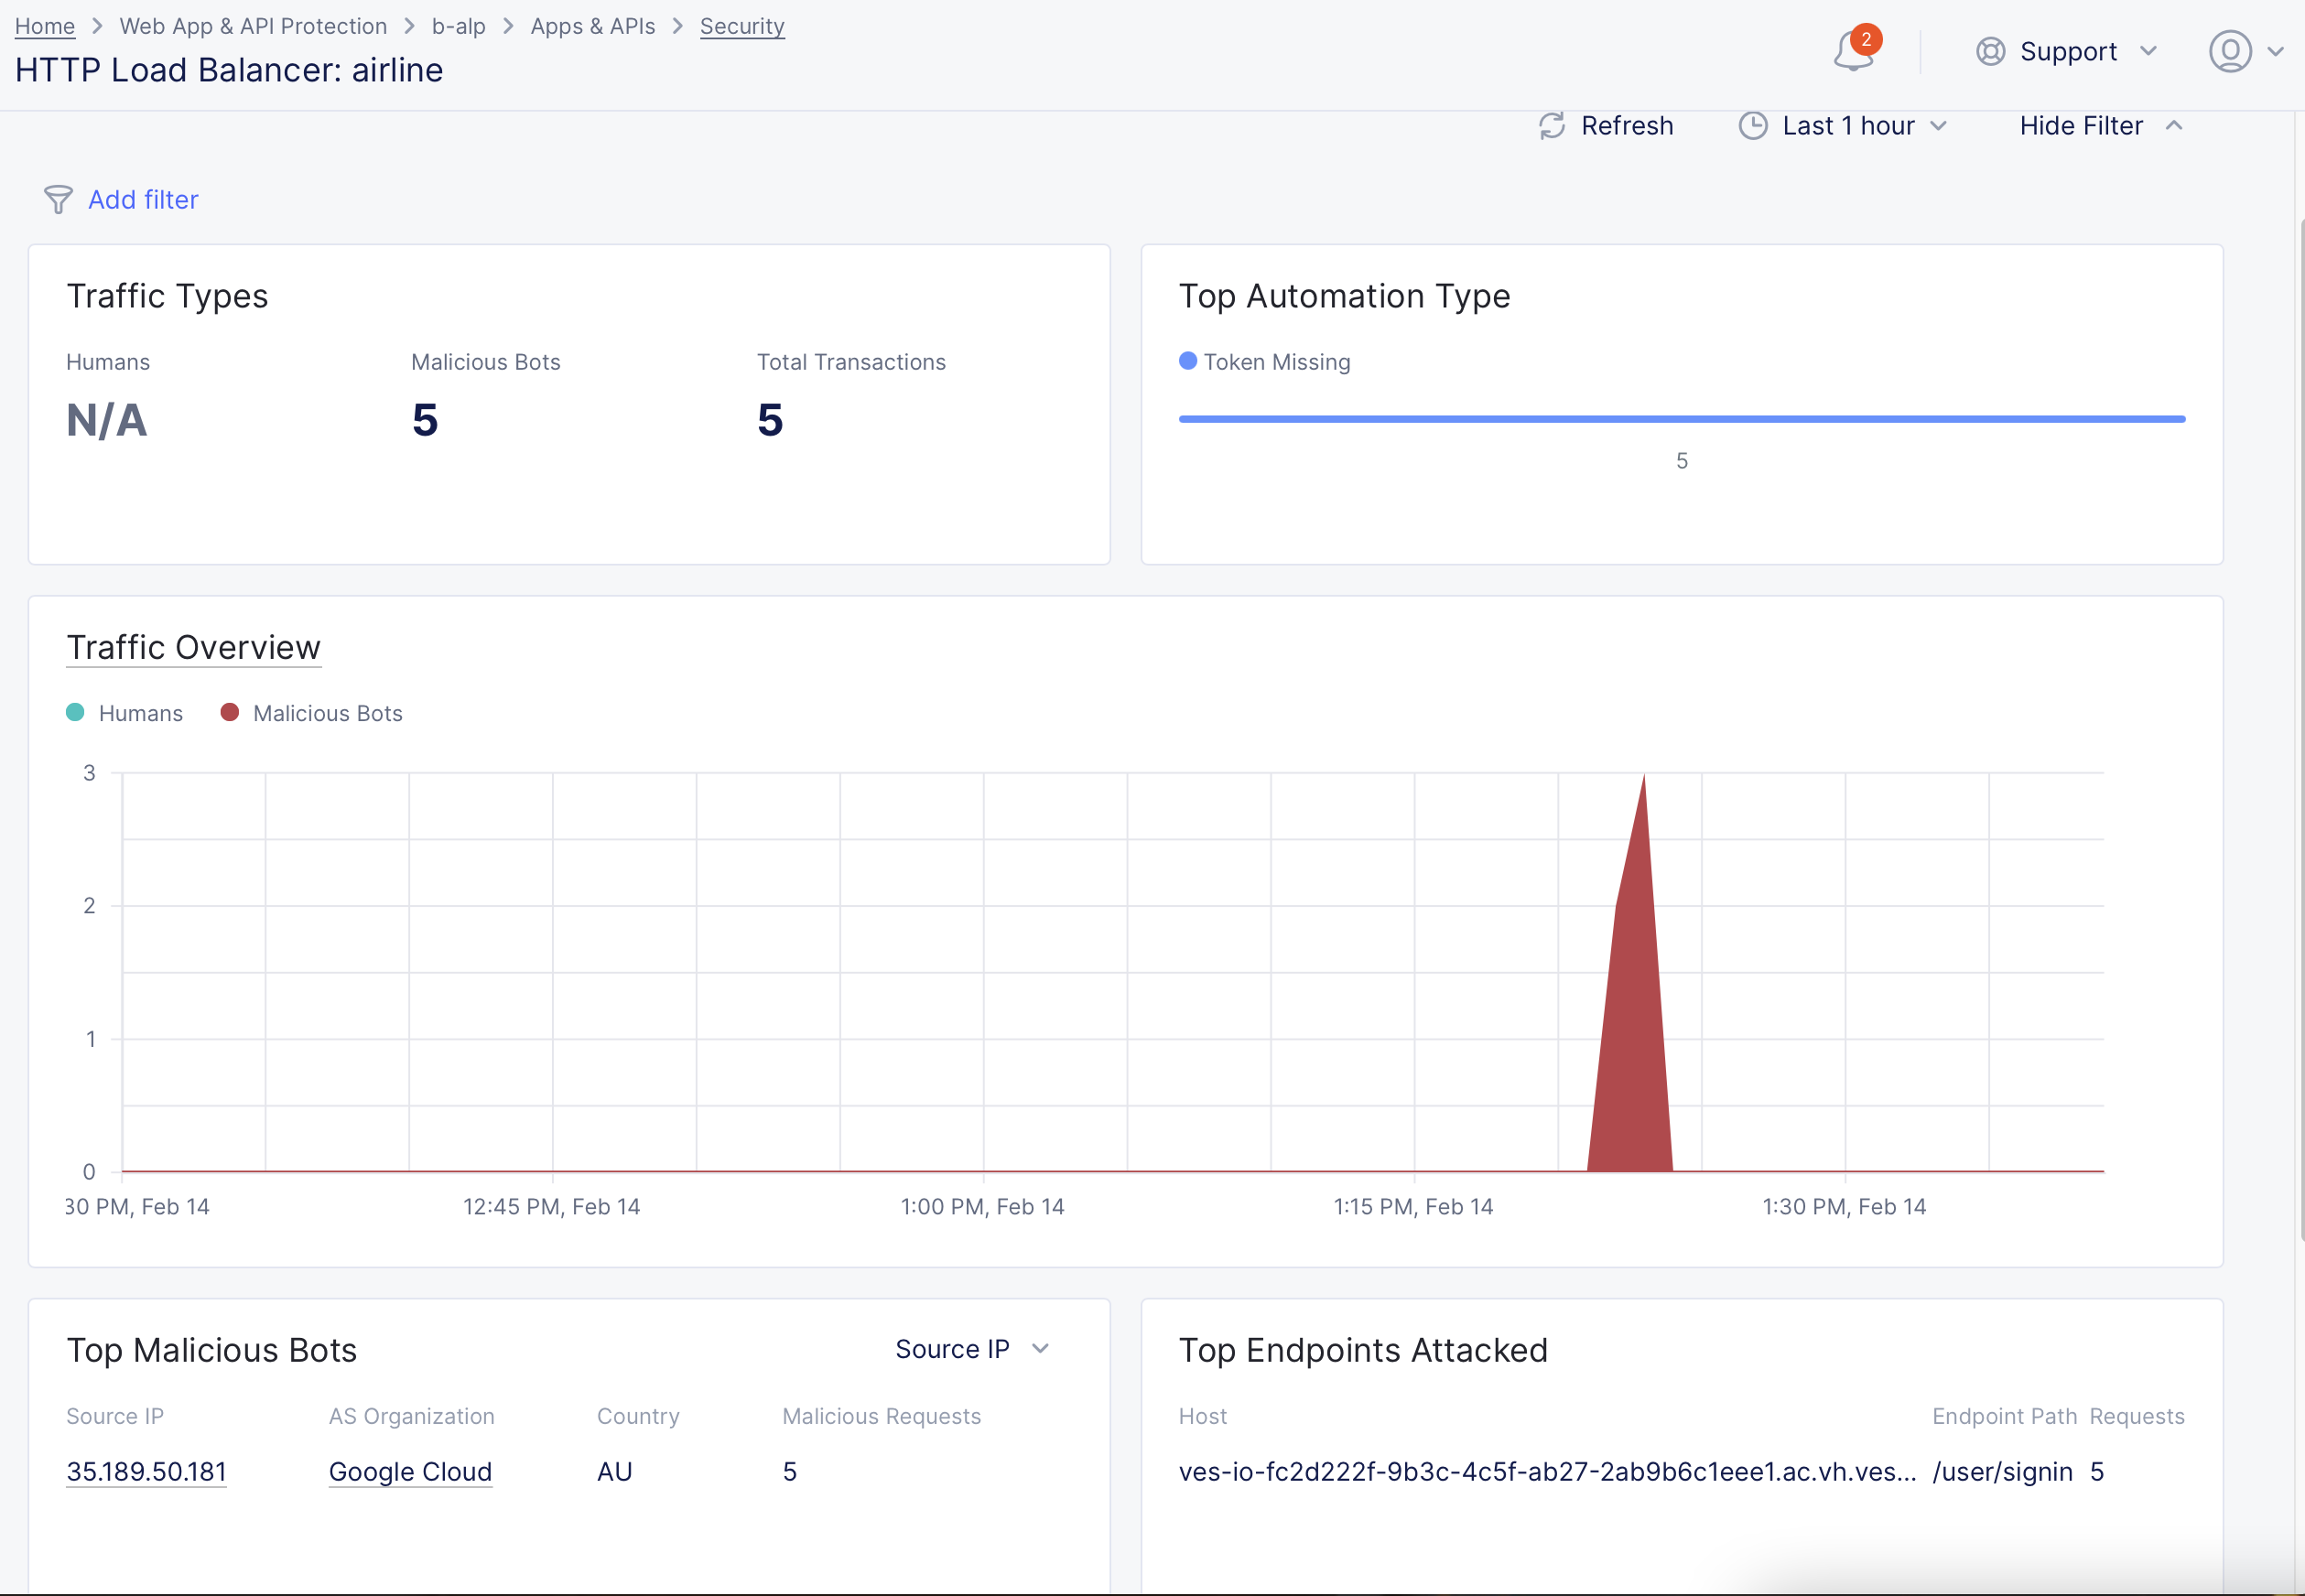 Home > Web App & API Protection > b-alp > Apps & APIs > Security
HTTP Load Balancer: airline
2
Support
Refresh
Last 1 hour
Hide Filter
Add filter
Traffic Types
Humans
Malicious Bots
Total Transactions
N/A
5
5
Top Automation Type
Token Missing
5
Traffic Overview
Humans
Malicious Bots
3
2
1
0
30 PM, Feb 14
12:45 PM, Feb 14
1:00 PM, Feb 14
1:15 PM, Feb 14
1:30 PM, Feb 14
Top Malicious Bots
Source IP
Source IP
AS Organization
Country
Malicious Requests
35.189.50.181
Google Cloud
AU
5
Top Endpoints Attacked
Host
Endpoint Path
Requests
ves-io-fc2d222f-9b3c-4c5f-ab27-2ab9b6c1eee1.ac.vh.ves...
/user/signin
5